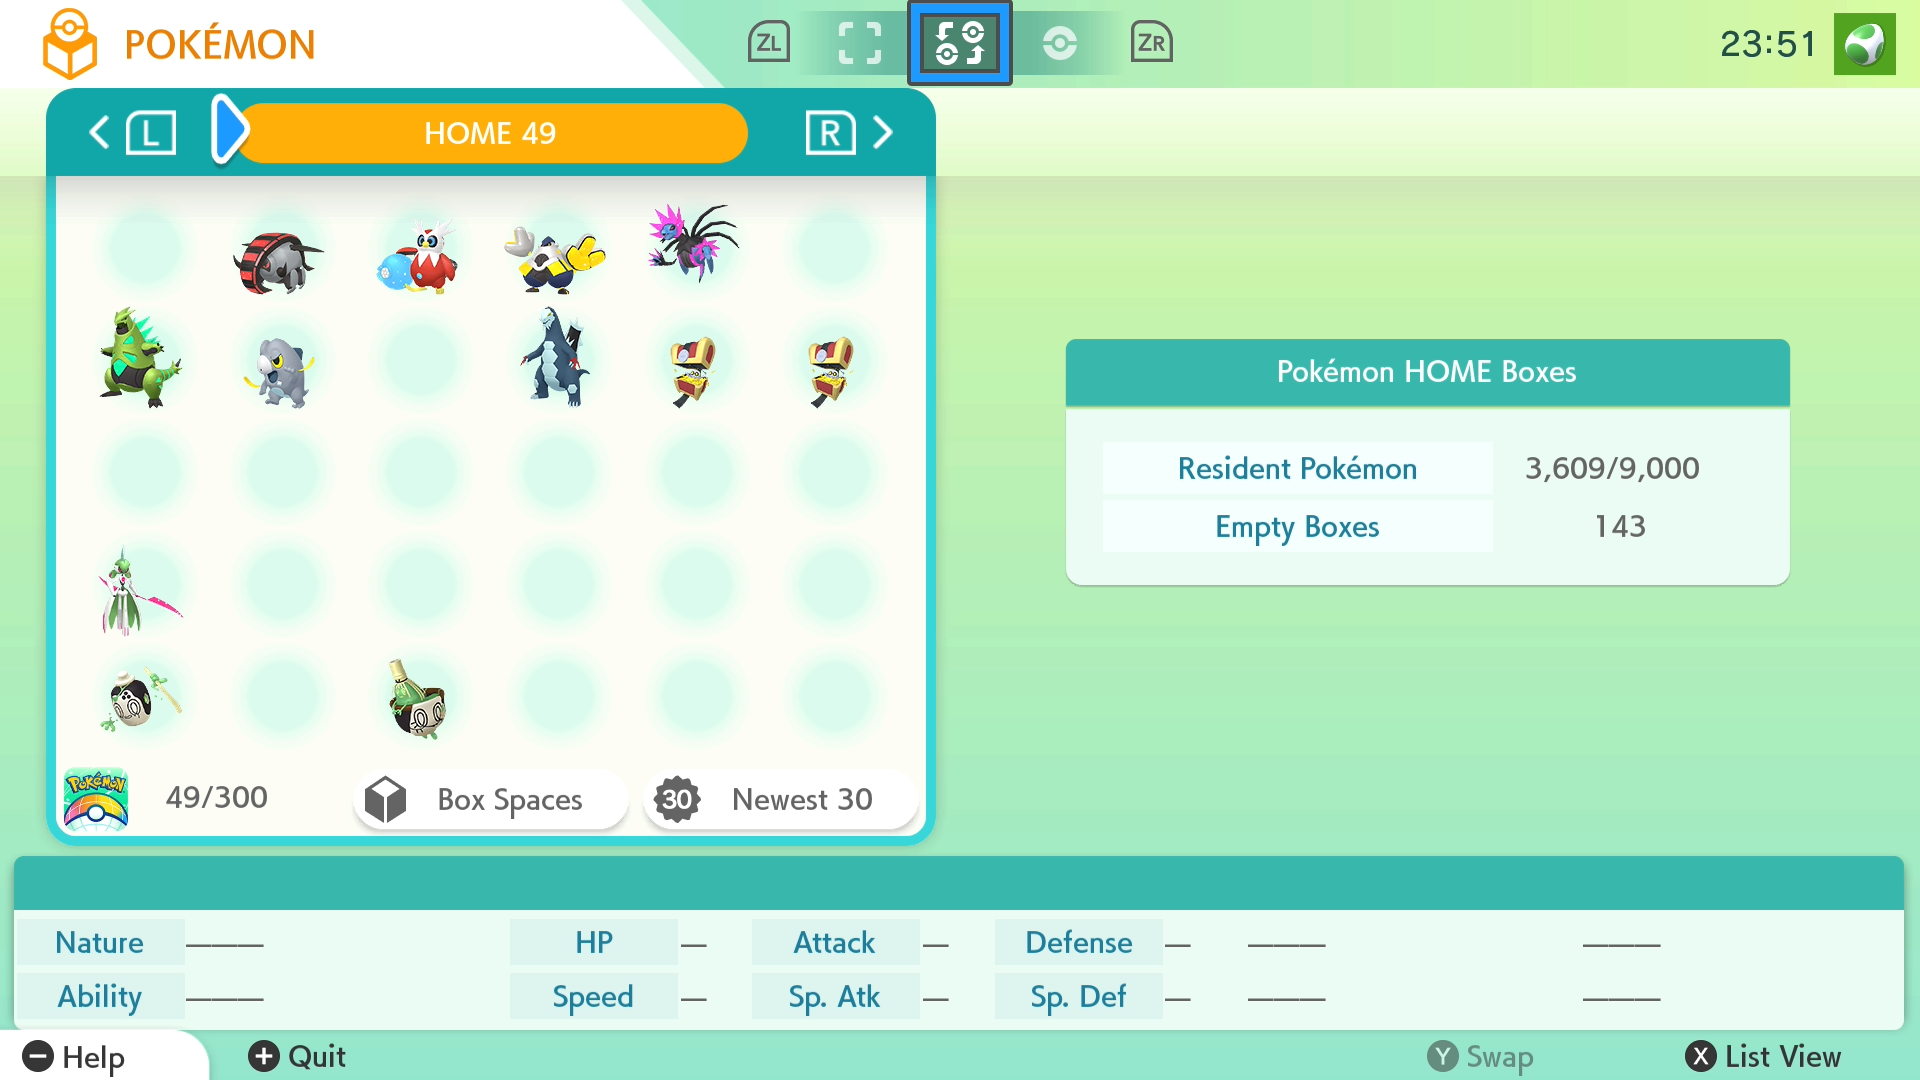 POKÉMON
ZL
ZR
23:51
L
HOME 49
R
Pokémon HOME Boxes
Resident Pokémon 3,609/9,000
Empty Boxes 143
Pokémon
49/300
Box Spaces
30 Newest 30
Nature ———
HP —
Attack —
Defense —
———
———
Ability ———
Speed —
Sp. Atk —
Sp. Def —
———
———
Help
Quit
Y Swap
X List View